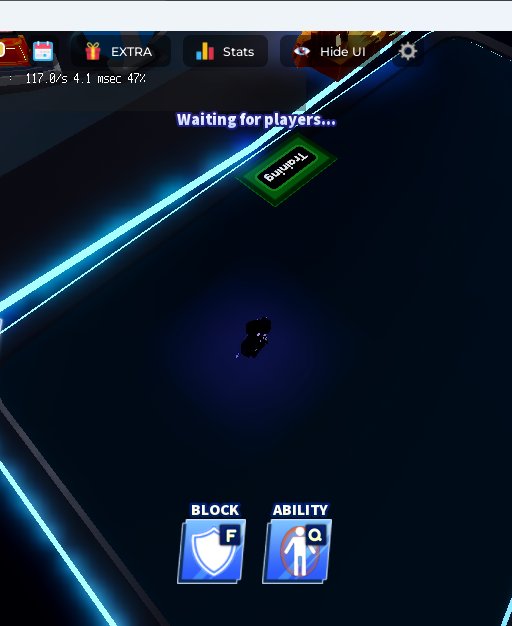 EXTRA
Stats
Hide UI
: 117.0/s 4.1 msec 47%
Waiting for players...
Training
BLOCK
ABILITY
F
Q